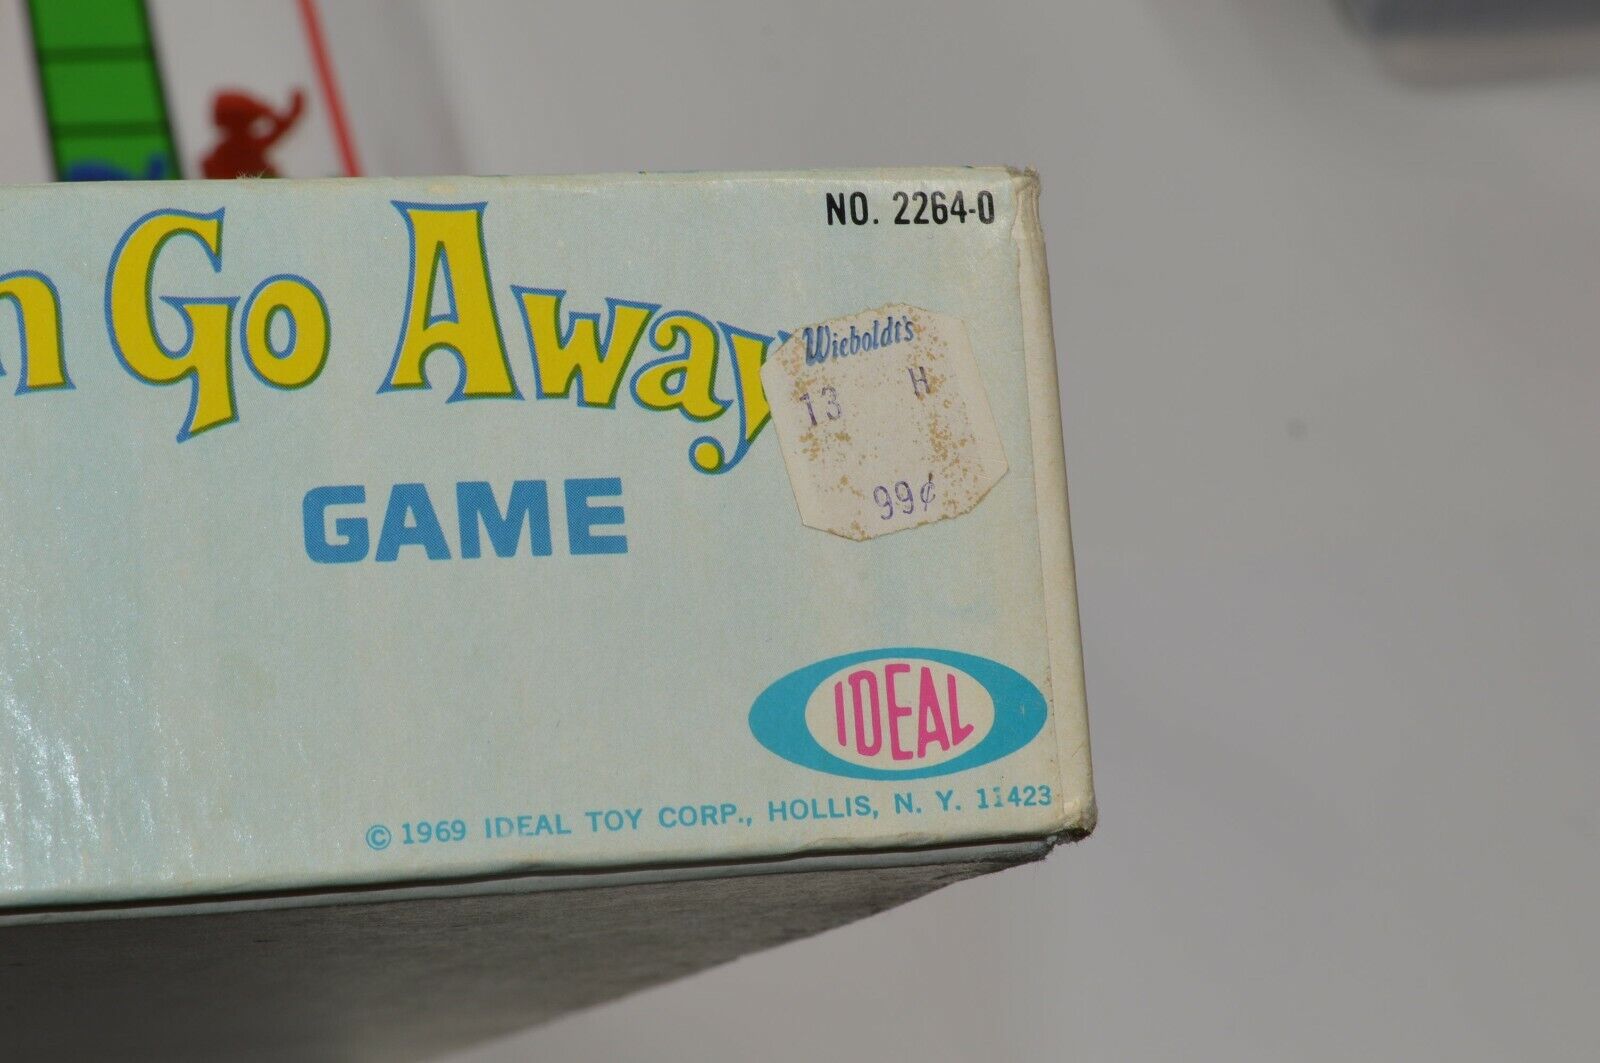 NO. 2264-0
n Go Away
GAME
Wieboldt's
13 H
99¢
IDEAL
© 1969 IDEAL TOY CORP., HOLLIS, N. Y. 11423